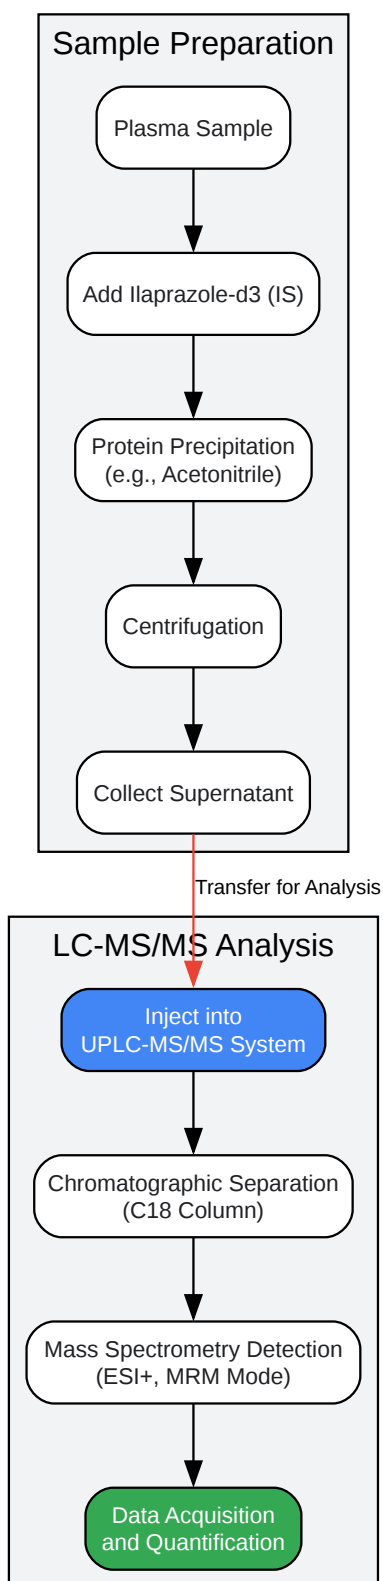 Sample Preparation
Plasma Sample
Add Ilaprazole-d3 (IS)
Protein Precipitation
(e.g., Acetonitrile)
Centrifugation
Collect Supernatant
Transfer for Analysis
LC-MS/MS Analysis
Inject into
UPLC-MS/MS System
Chromatographic Separation
(C18 Column)
Mass Spectrometry Detection
(ESI+, MRM Mode)
Data Acquisition
and Quantification